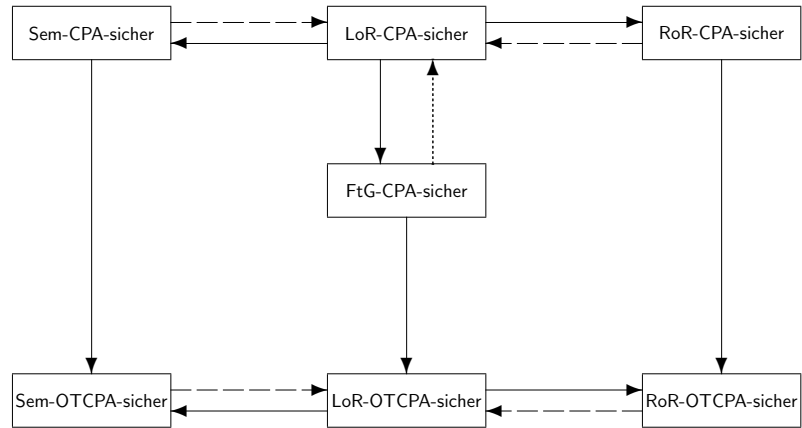 Sem-CPA-sicher
LoR-CPA-sicher
RoR-CPA-sicher
FtG-CPA-sicher
Sem-OTCPA-sicher
LoR-OTCPA-sicher
RoR-OTCPA-sicher